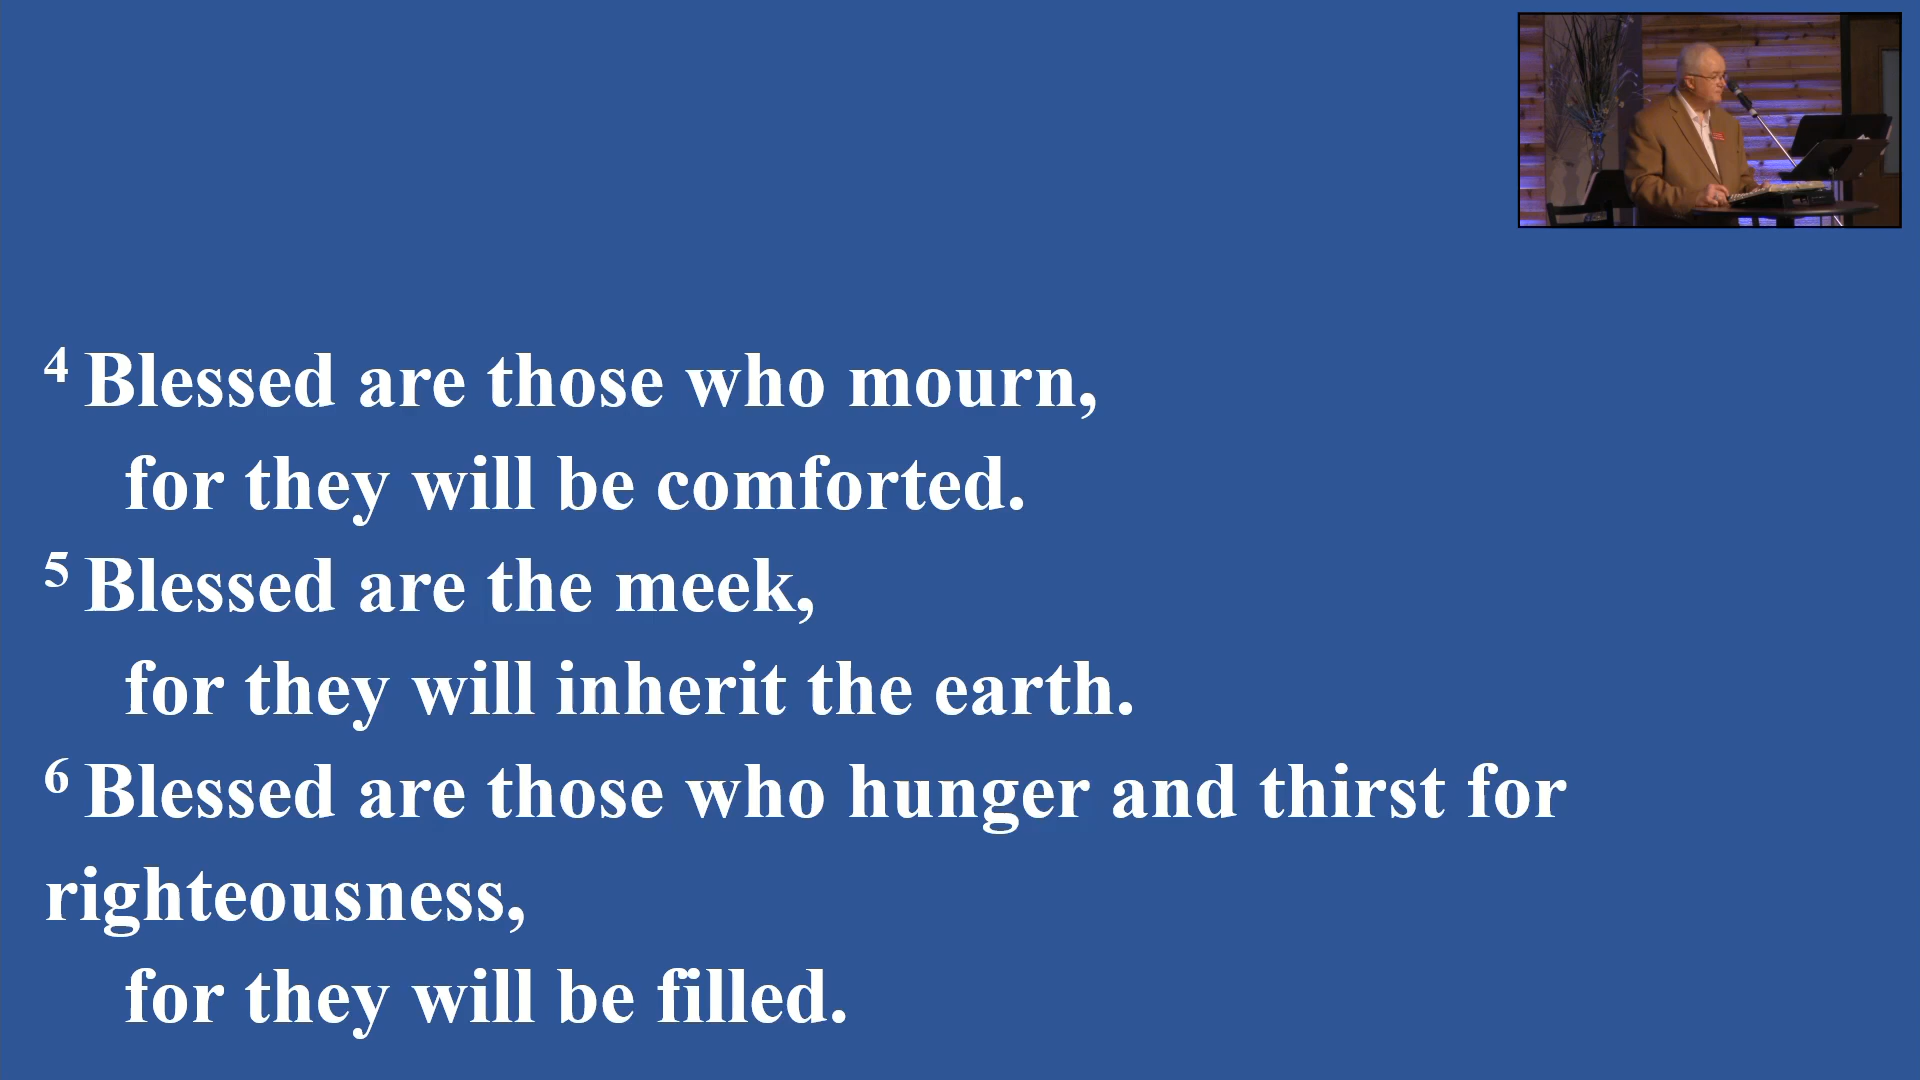 4 Blessed are those who mourn,
for they will be comforted.
5 Blessed are the meek,
for they will inherit the earth.
6 Blessed are those who hunger and thirst for
righteousness,
for they will be filled.